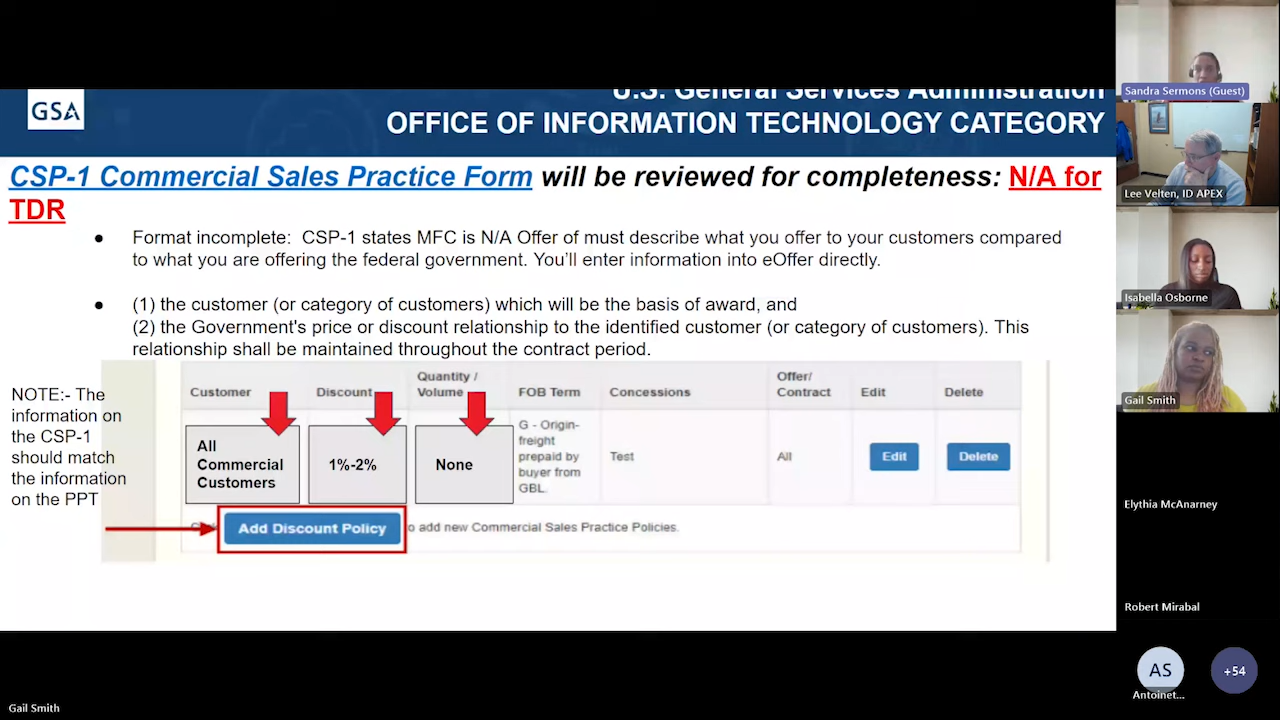 U.S. General Services Administration
GSA
OFFICE OF INFORMATION TECHNOLOGY CATEGORY
CSP-1 Commercial Sales Practice Form will be reviewed for completeness: N/A for
TDR
● Format incomplete: CSP-1 states MFC is N/A Offer of must describe what you offer to your customers compared
to what you are offering the federal government. You'll enter information into eOffer directly.
● (1) the customer (or category of customers) which will be the basis of award, and
(2) the Government's price or discount relationship to the identified customer (or category of customers). This
relationship shall be maintained throughout the contract period.
NOTE:- The
information on
the CSP-1
should match
the information
on the PPT
Customer Discount Quantity / Volume FOB Term Concessions Offer/ Contract Edit Delete
All
Commercial
Customers
1%-2%
None
G - Origin-
freight
prepaid by
buyer from
GBL.
Test
All
Edit
Delete
Add Discount Policy to add new Commercial Sales Practice Policies.
Sandra Sermons (Guest)
Lee Velten, ID APEX
Isabella Osborne
Gail Smith
Elythia McAnarney
Robert Mirabal
AS
Antoinet...
+54
Gail Smith